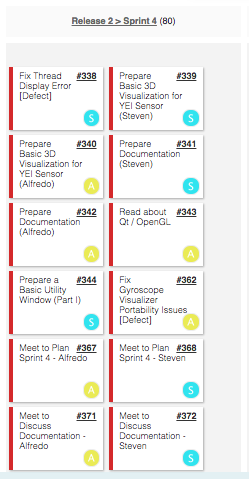 Release 2 > Sprint 4 (80)
Fix Thread #338
Display Error
[Defect]
S
Prepare #339
Basic 3D
Visualization for
YEI Sensor
(Steven)
S
Prepare #340
Basic 3D
Visualization for
YEI Sensor
(Alfredo)
A
Prepare #341
Documentation
(Steven)
S
Prepare #342
Documentation
(Alfredo)
A
Read about #343
Qt / OpenGL
A
Prepare a #344
Basic Utility
Window (Part I)
S
Fix #362
Gyroscope
Visualizer
Portability Issues
[Defect]
A
Meet to Plan #367
Sprint 4 - Alfredo
A
Meet to Plan #368
Sprint 4 - Steven
S
Meet to #371
Discuss
Documentation -
Alfredo
A
Meet to #372
Discuss
Documentation -
Steven
S